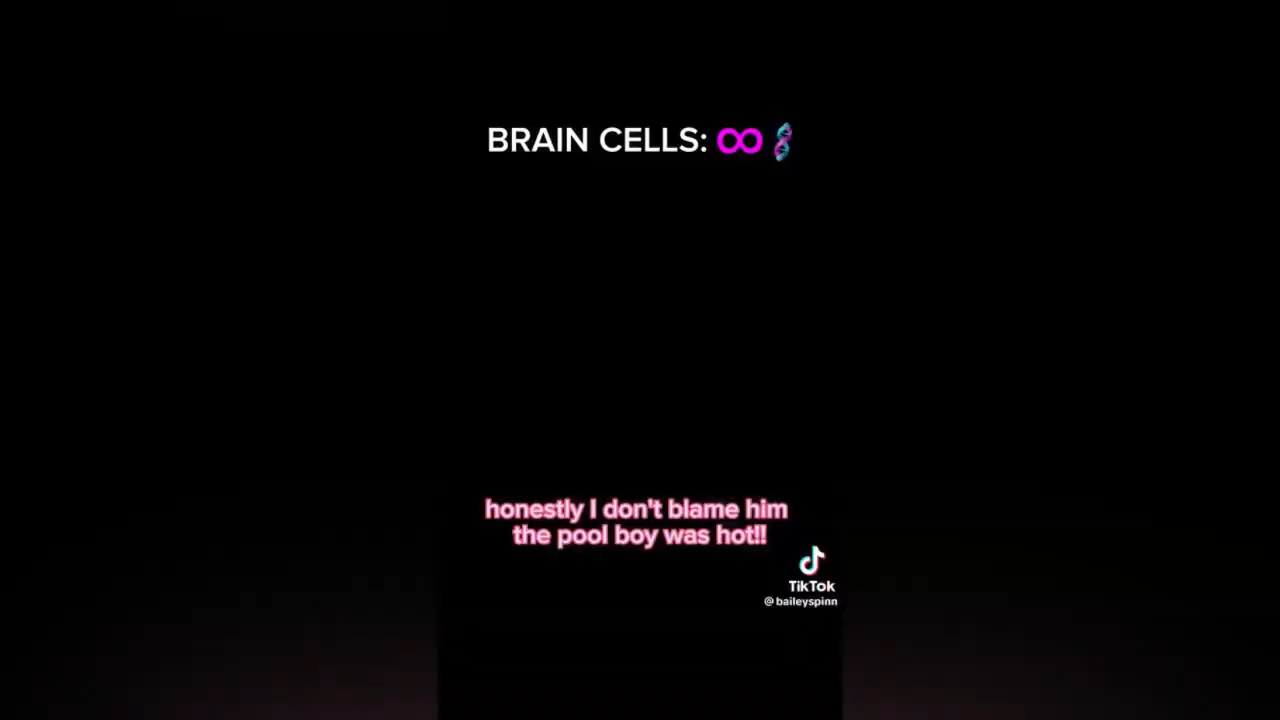 BRAIN CELLS: ∞🧬
honestly I don't blame him
the pool boy was hot!!
TikTok
@baileyspinn